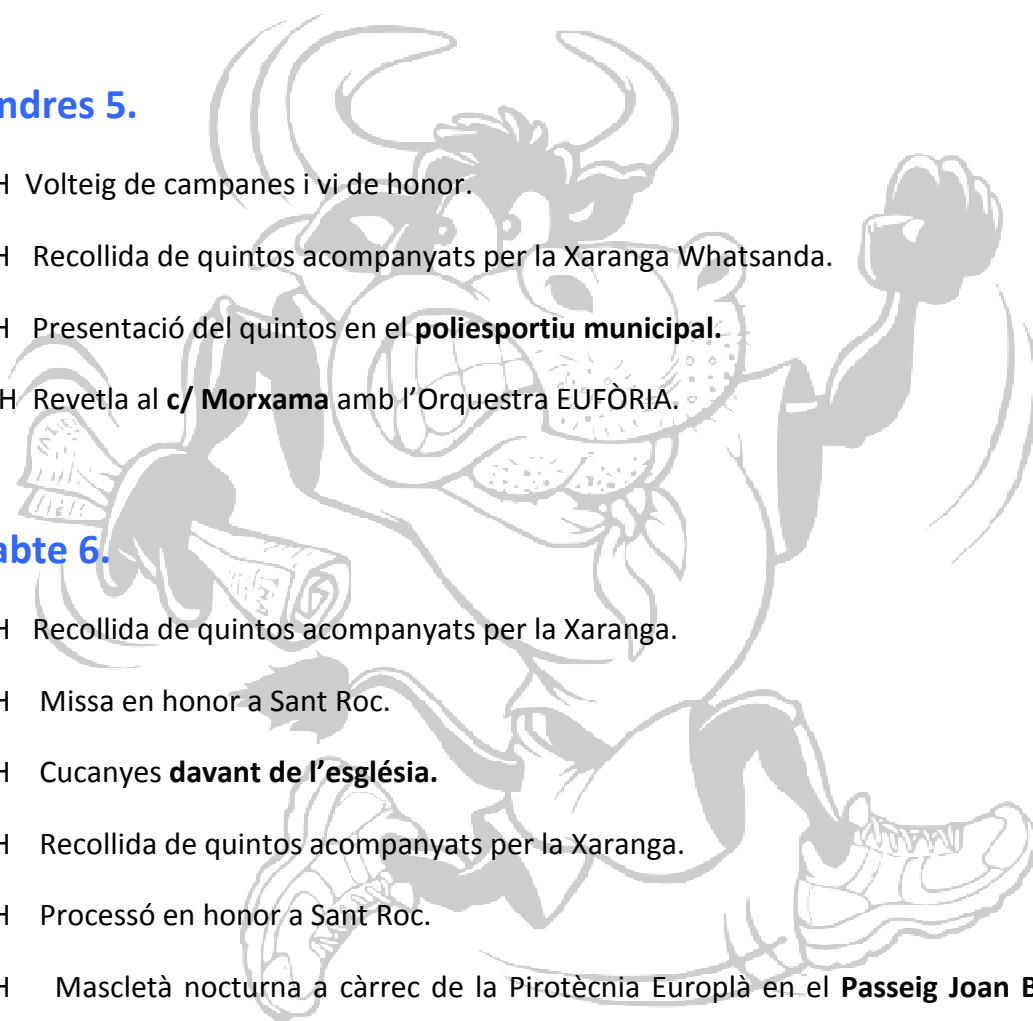 ndres 5.
H Volteig de campanes i vi de honor.
H Recollida de quintos acompanyats per la Xaranga Whatsanda.
H Presentació del quintos en el poliesportiu municipal.
H Revetla al c/ Morxama amb l’Orquestra EUFÒRIA.
abte 6.
H Recollida de quintos acompanyats per la Xaranga.
H Missa en honor a Sant Roc.
H Cucanyes davant de l’església.
H Recollida de quintos acompanyats per la Xaranga.
H Processó en honor a Sant Roc.
H Mascletà nocturna a càrrec de la Pirotècnia Europlà en el Passeig Joan B